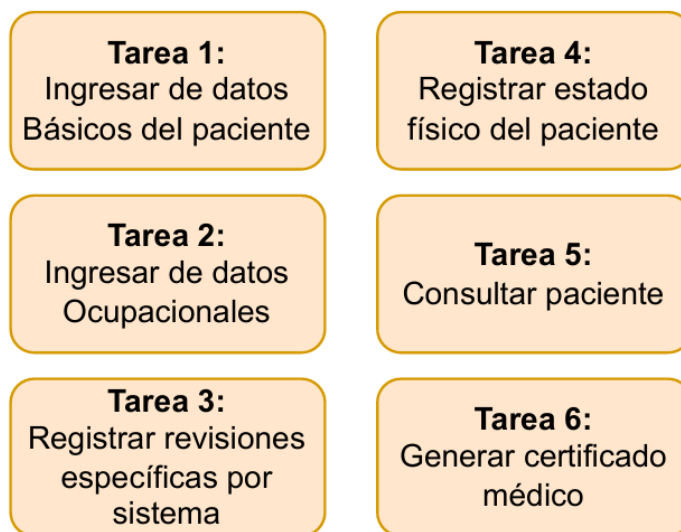 Tarea 1:
Ingresar de datos
Básicos del paciente
Tarea 4:
Registrar estado
físico del paciente
Tarea 2:
Ingresar de datos
Ocupacionales
Tarea 5:
Consultar paciente
Tarea 3:
Registrar revisiones
específicas por
sistema
Tarea 6:
Generar certificado
médico